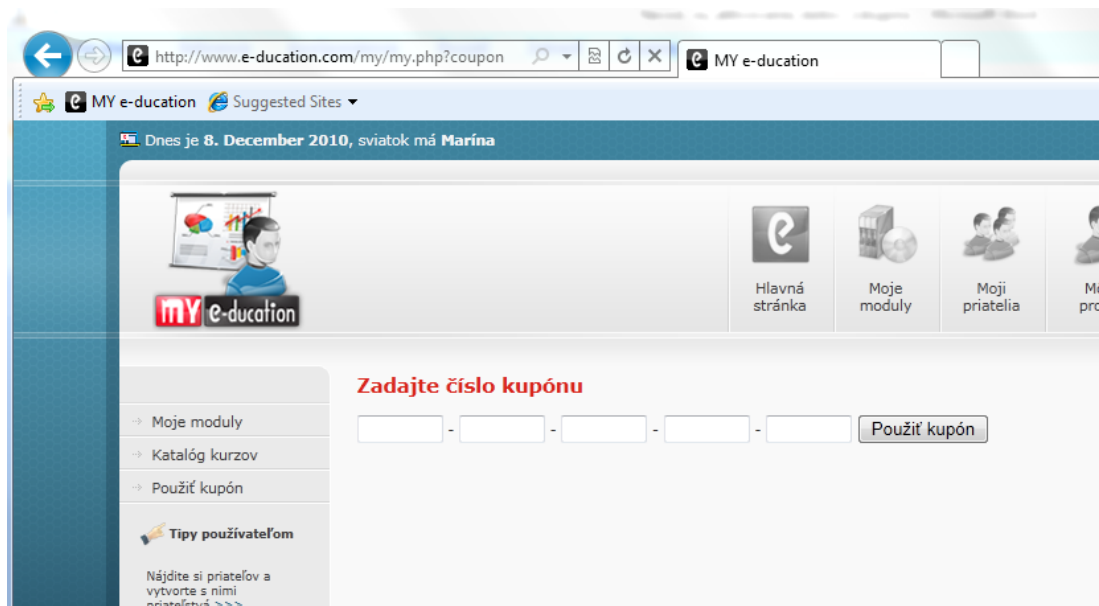 http://www.e-ducation.com/my/my.php?coupon
MY e-ducation
MY e-ducation Suggested Sites
Dnes je 8. December 2010, sviatok má Marína
mY e-ducation
Hlavná stránka
Moje moduly
Moji priatelia
Zadajte číslo kupónu
- - - - Použiť kupón
Moje moduly
Katalóg kurzov
Použiť kupón
Tipy používateľom
Nájdite si priateľov a
vytvorte s nimi
priateľstvá >>>